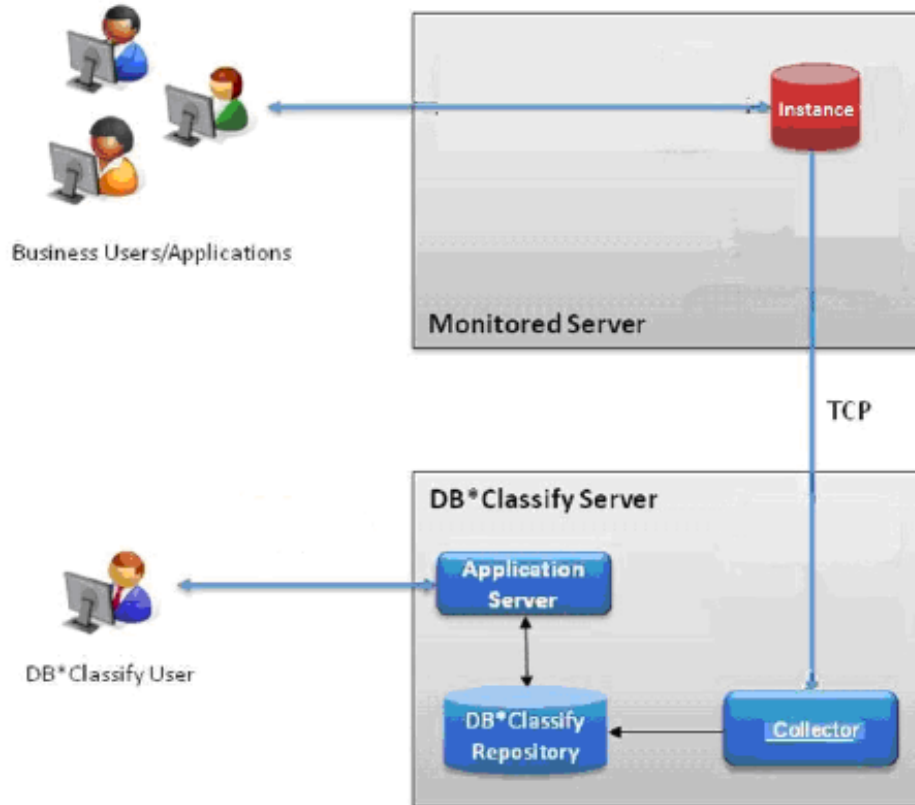 Instance
Business Users/Applications
Monitored Server
TCP
DB*Classify Server
Application
Server
DB*Classify User
DB*Classify
Repository
Collector